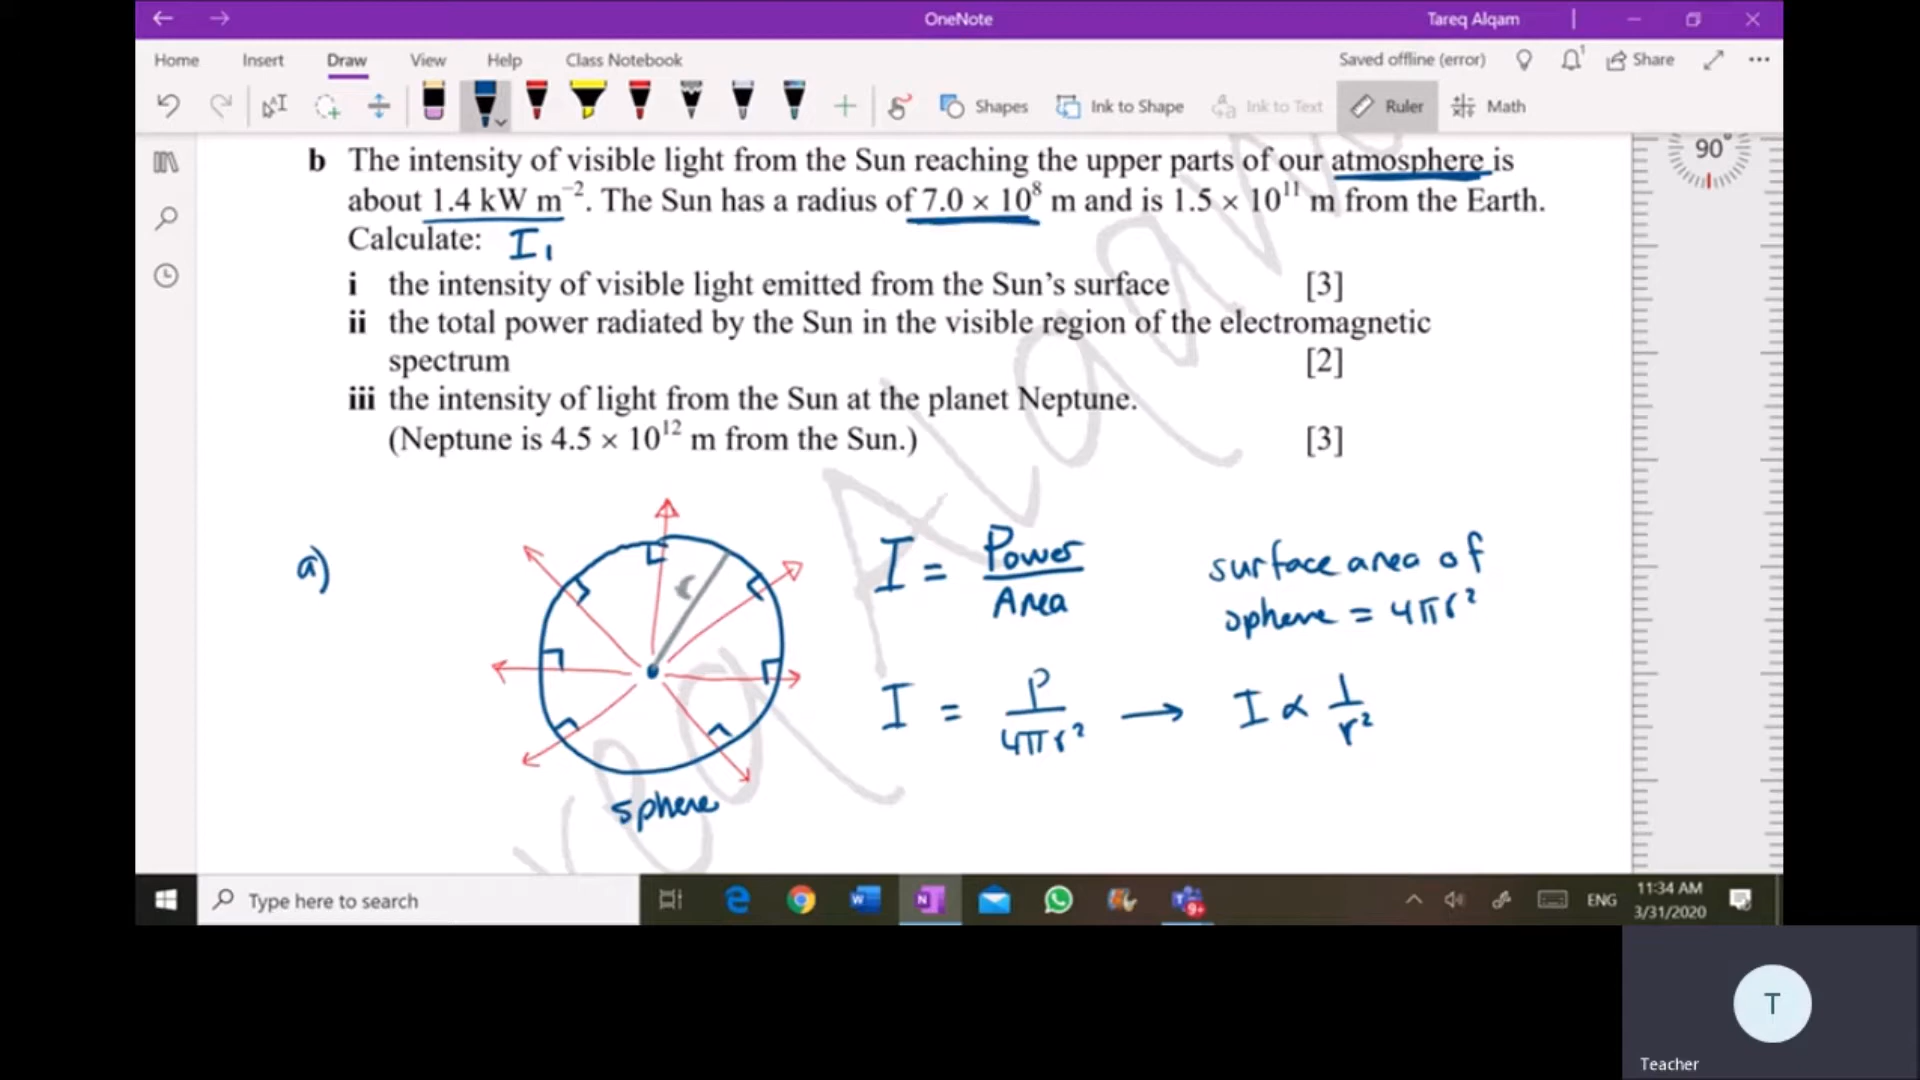 OneNote
Tareq Alqam
Home Insert Draw View Help Class Notebook
Saved offline (error) 1 Share
Shapes Ink to Shape Ink to Text Ruler Math
90°
b The intensity of visible light from the Sun reaching the upper parts of our atmosphere is
about 1.4 kW m⁻². The Sun has a radius of 7.0 × 10⁸ m and is 1.5 × 10¹¹ m from the Earth.
Calculate: I₁
i the intensity of visible light emitted from the Sun's surface [3]
ii the total power radiated by the Sun in the visible region of the electromagnetic
spectrum [2]
iii the intensity of light from the Sun at the planet Neptune.
(Neptune is 4.5 × 10¹² m from the Sun.) [3]
a)
r
sphere
I = Power
Area
surface area of
sphere = 4πr²
I = P
4πr²
→ I ∝ 1
r²
Type here to search
W
N
T
9+
ENG
11:34 AM
3/31/2020
T
Teacher